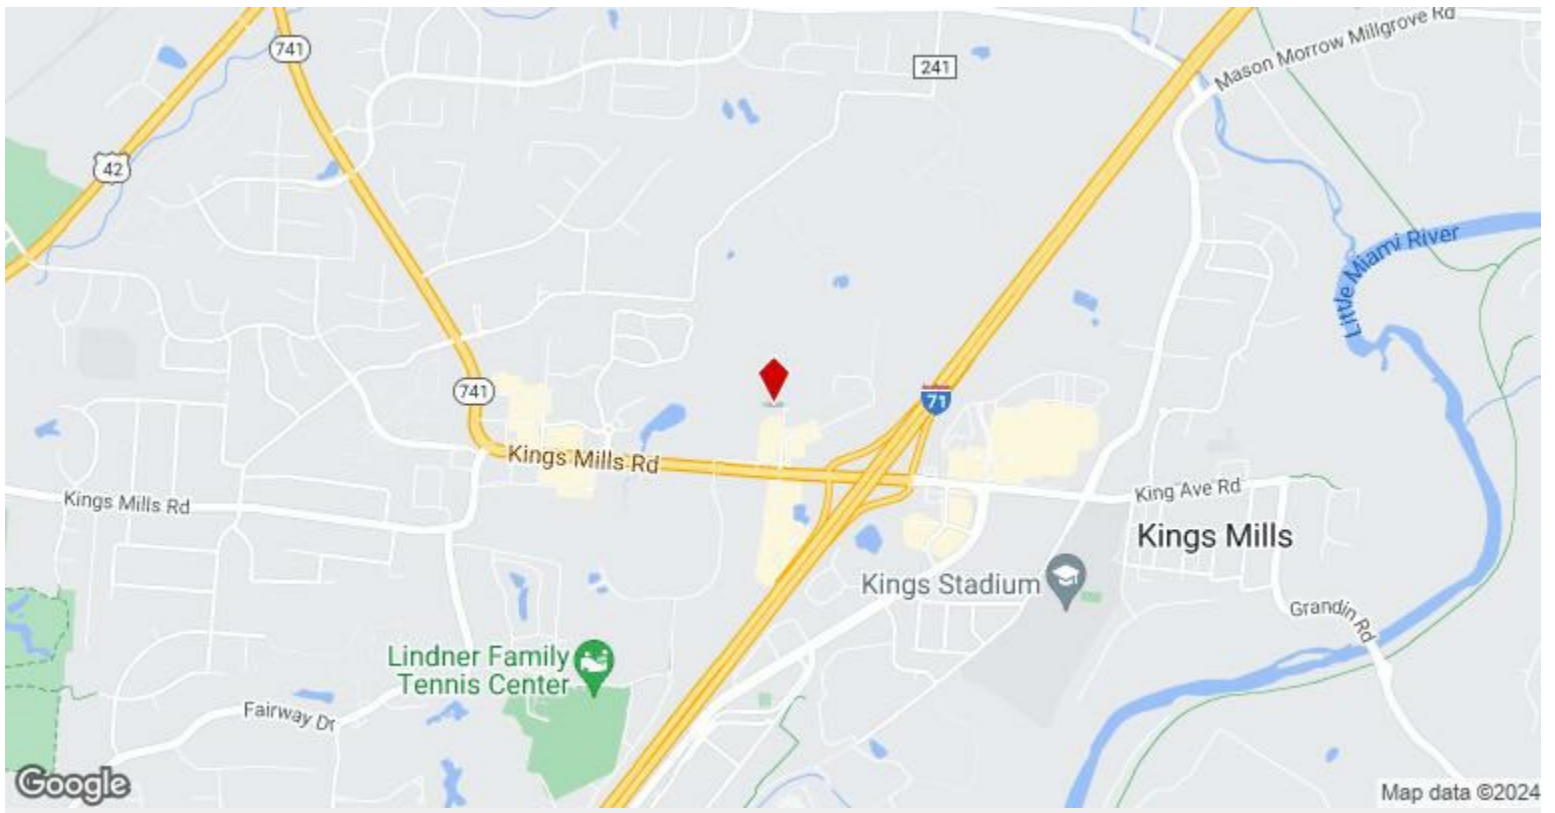 Mason Morrow Millgrove Rd
741
241
42
Little Miami River
741
71
Kings Mills Rd
Kings Mills Rd
King Ave Rd
Kings Mills
Kings Stadium
Grandin Rd
Lindner Family
Tennis Center
Fairway Dr
Google
Map data ©2024